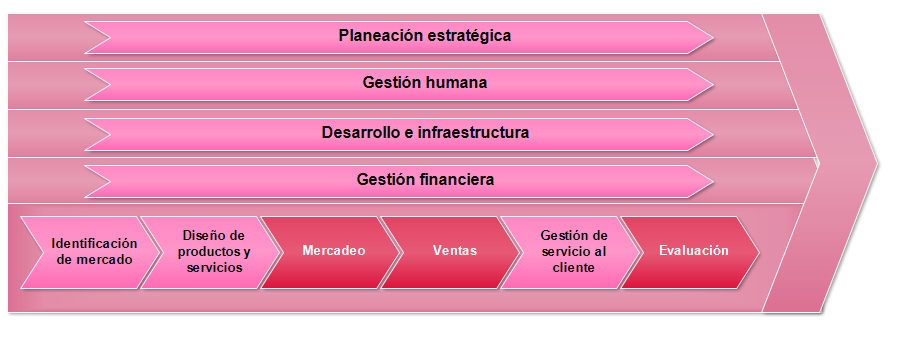 Planeación estratégica
Gestión humana
Desarrollo e infraestructura
Gestión financiera
Identificación
de mercado
Diseño de
productos y
servicios
Mercadeo
Ventas
Gestión de
servicio al
cliente
Evaluación